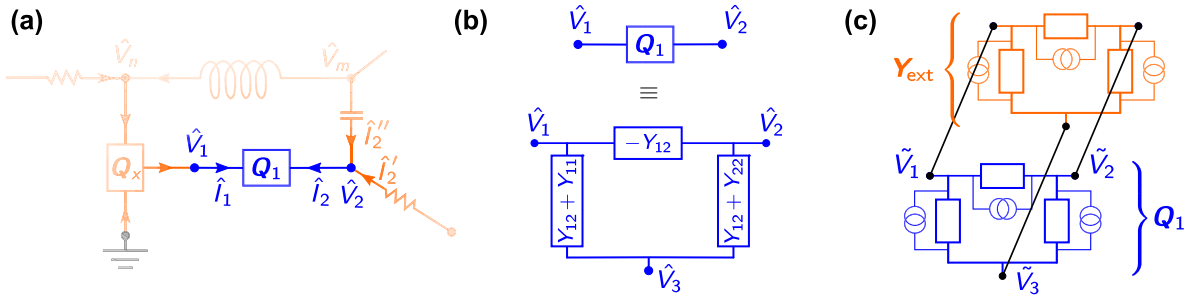 (a)
V̂ₙ
V̂ₘ
Î₂″
V̂₁
Qₓ
Q₁
Î₂′
Î₁
Î₂
V̂₂
(b)
V̂₁
V̂₂
Q₁
≡
V̂₁
V̂₂
−Y₁₂
Y₁₂ + Y₁₁
Y₁₂ + Y₂₂
V̂₃
(c)
Y_ext
Ṽ₁
Ṽ₂
Q₁
Ṽ₃